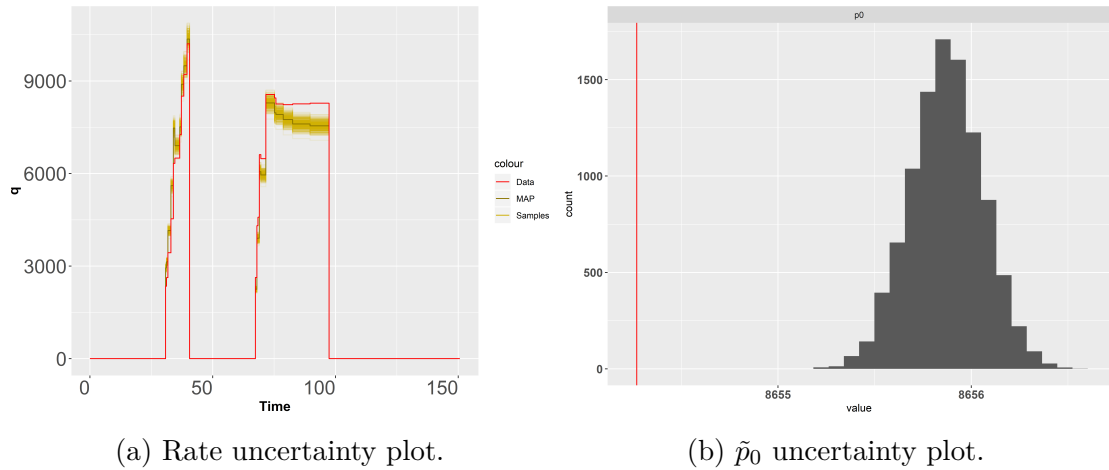 9000
6000
3000
0
q
0 50 100 150
Time
colour
Data
MAP
Samples
p0
1500
1000
500
0
count
8655 8656
value
(a) Rate uncertainty plot.
(b) p̃₀ uncertainty plot.